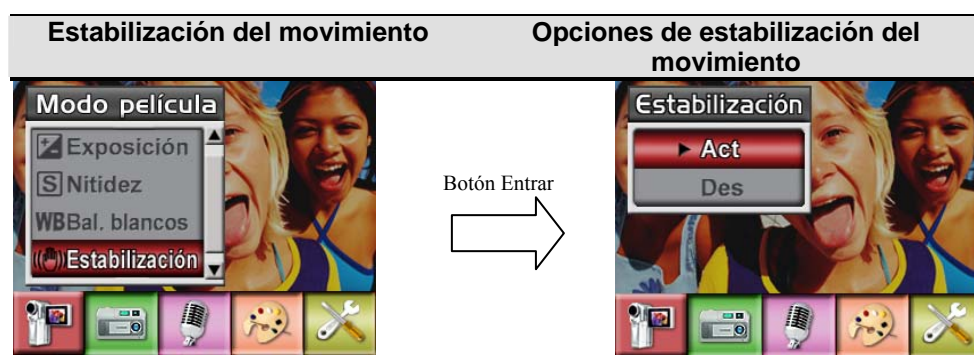 Estabilización del movimiento
Opciones de estabilización del
movimiento
Modo película
Exposición
S Nitidez
WB Bal. blancos
Estabilización
Botón Entrar
Estabilización
Act
Des